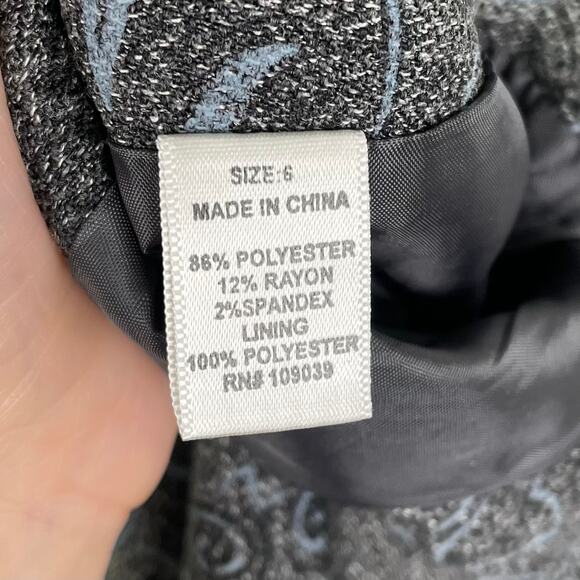 SIZE:6
MADE IN CHINA
86% POLYESTER
12% RAYON
2%SPANDEX
LINING
100% POLYESTER
RN# 109039